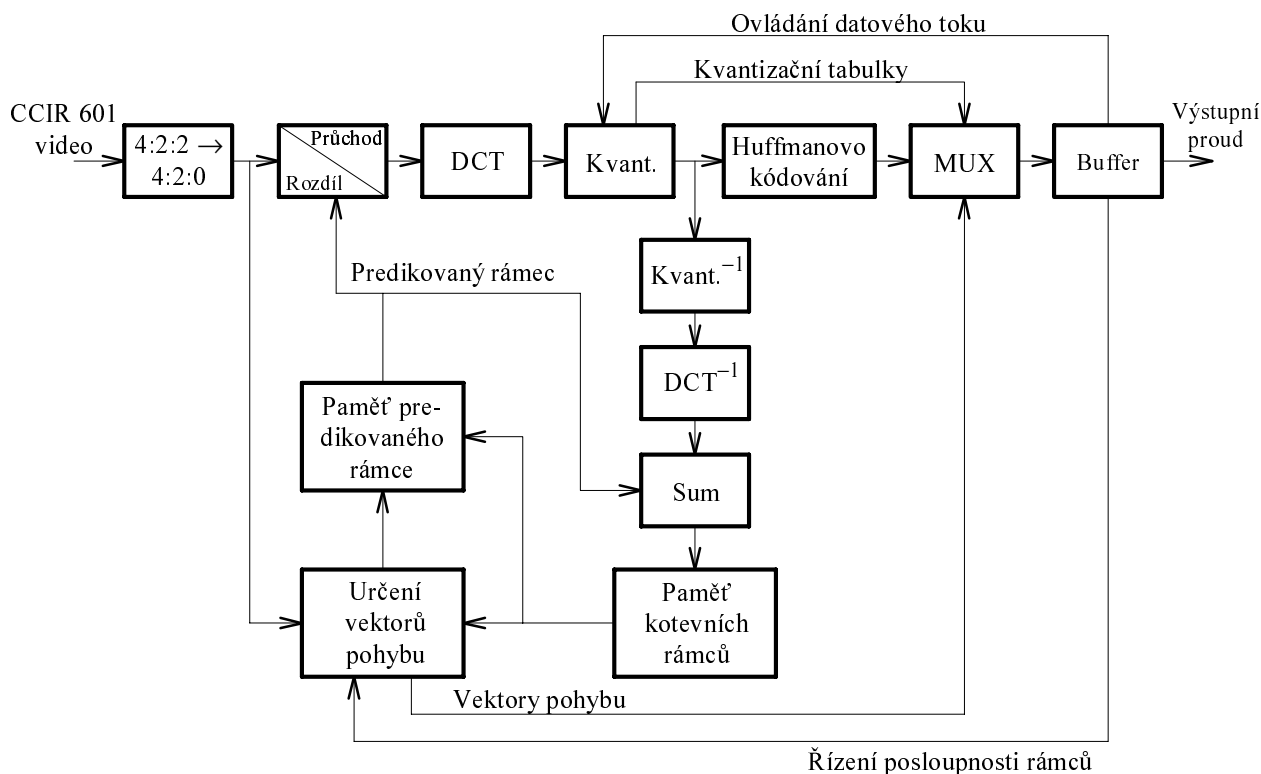 Ovládání datového toku
Kvantizační tabulky
CCIR 601
video
4:2:2 →
4:2:0
Průchod
Rozdíl
DCT
Kvant.
Huffmanovo
kódování
MUX
Buffer
Výstupní
proud
Predikovaný rámec
Kvant.⁻¹
DCT⁻¹
Paměť pre-
dikovaného
rámce
Sum
Určení
vektorů
pohybu
Paměť
kotevních
rámců
Vektory pohybu
Řízení posloupnosti rámců